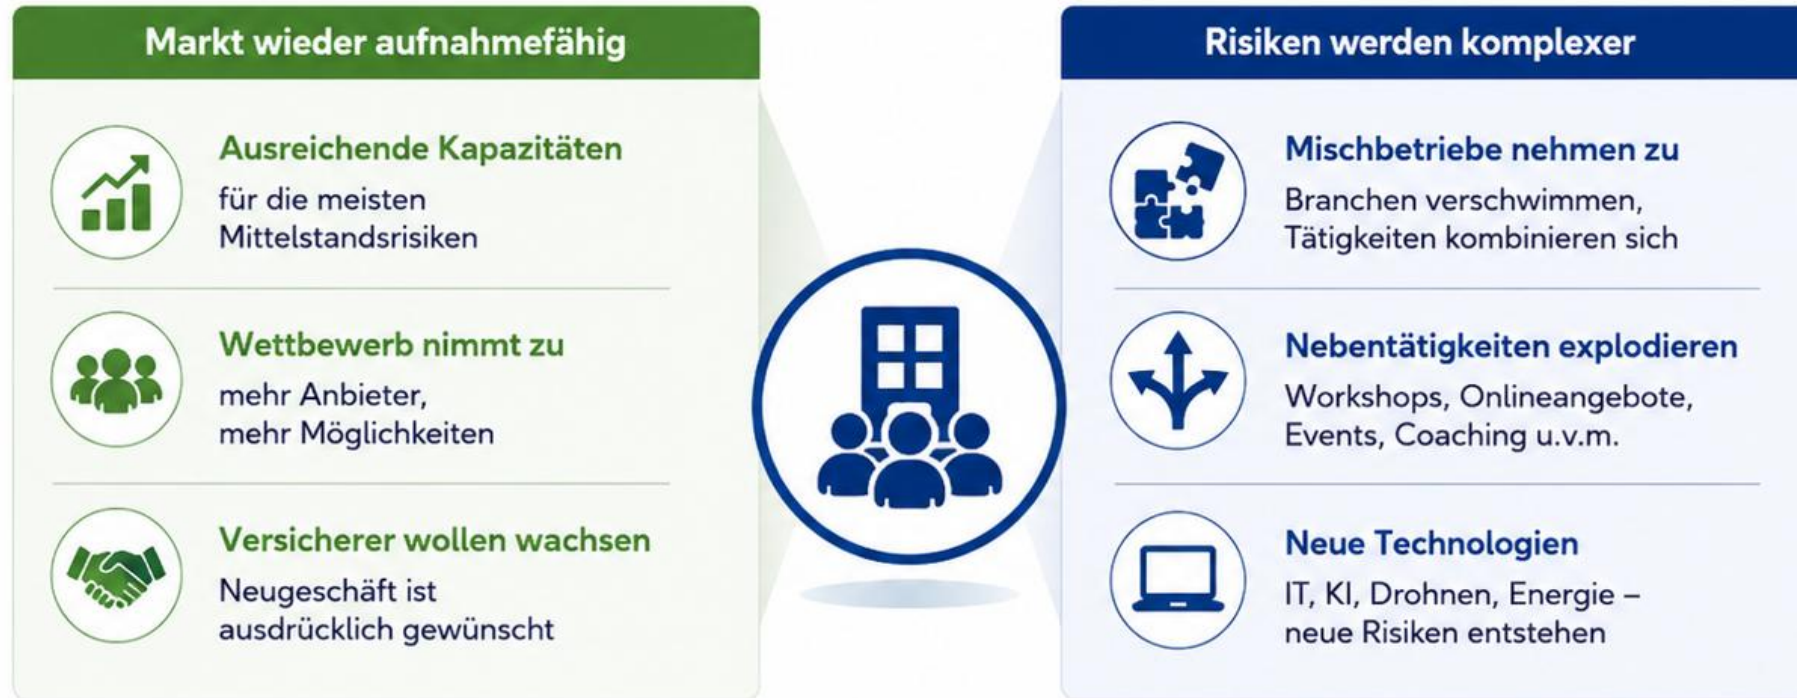 Markt wieder aufnahmefähig
Ausreichende Kapazitäten
für die meisten
Mittelstandsrisiken
Wettbewerb nimmt zu
mehr Anbieter,
mehr Möglichkeiten
Versicherer wollen wachsen
Neugeschäft ist
ausdrücklich gewünscht
Risiken werden komplexer
Mischbetriebe nehmen zu
Branchen verschwimmen,
Tätigkeiten kombinieren sich
Nebentätigkeiten explodieren
Workshops, Onlineangebote,
Events, Coaching u.v.m.
Neue Technologien
IT, KI, Drohnen, Energie –
neue Risiken entstehen